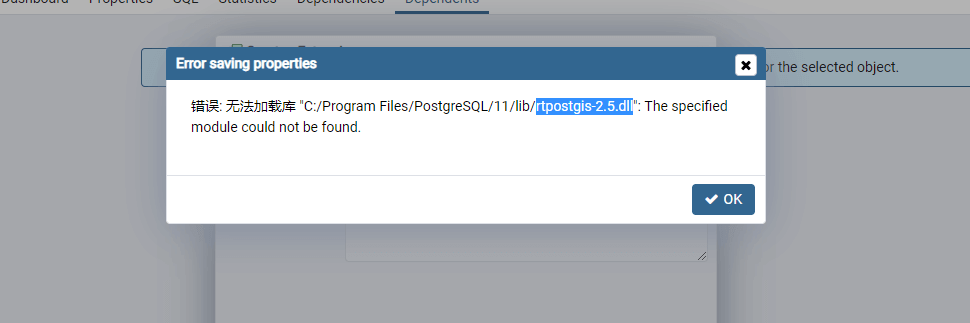 Dashboard Properties SQL Statistics Dependencies Dependents
for the selected object.
Error saving properties
错误: 无法加载库 "C:/Program Files/PostgreSQL/11/lib/rtpostgis-2.5.dll": The specified
module could not be found.
OK